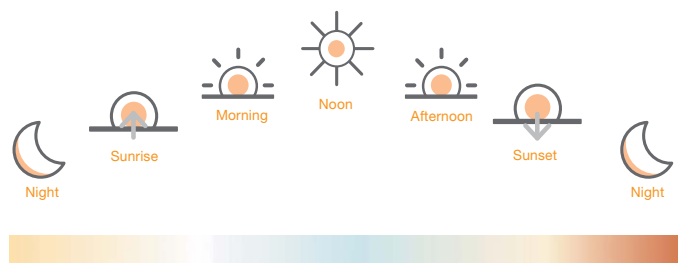 Night
Sunrise
Morning
Noon
Afternoon
Sunset
Night